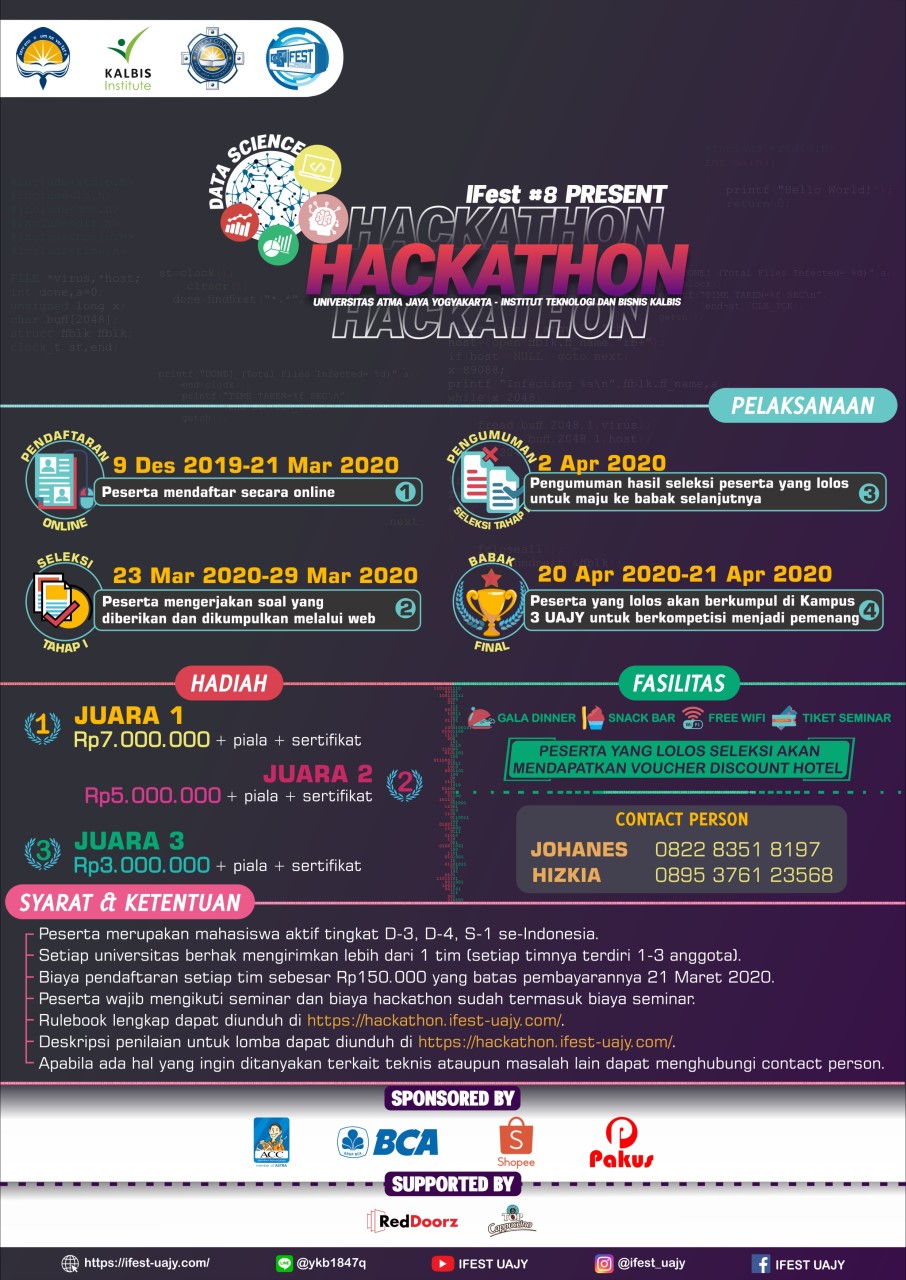 KALBIS
Institute
IFEST
DATA SCIENCE
IFest #8 PRESENT
HACKATHON
HACKATHON
UNIVERSITAS ATMA JAYA YOGYAKARTA - INSTITUT TEKNOLOGI DAN BISNIS KALBIS
HACKATHON
PELAKSANAAN
PENDAFTARAN
ONLINE
9 Des 2019-21 Mar 2020
Peserta mendaftar secara online
1
SELEKSI
TAHAP I
23 Mar 2020-29 Mar 2020
Peserta mengerjakan soal yang
diberikan dan dikumpulkan melalui web
2
PENGUMUMAN
SELEKSI TAHAP I
2 Apr 2020
Pengumuman hasil seleksi peserta yang lolos
untuk maju ke babak selanjutnya
3
BABAK
FINAL
20 Apr 2020-21 Apr 2020
Peserta yang lolos akan berkumpul di Kampus
3 UAJY untuk berkompetisi menjadi pemenang
4
HADIAH
1
JUARA 1
Rp7.000.000 + piala + sertifikat
JUARA 2
Rp5.000.000 + piala + sertifikat
2
3
JUARA 3
Rp3.000.000 + piala + sertifikat
FASILITAS
GALA DINNER
SNACK BAR
FREE WIFI
TIKET SEMINAR
PESERTA YANG LOLOS SELEKSI AKAN
MENDAPATKAN VOUCHER DISCOUNT HOTEL
CONTACT PERSON
JOHANES 0822 8351 8197
HIZKIA 0895 3761 23568
SYARAT & KETENTUAN
Peserta merupakan mahasiswa aktif tingkat D-3, D-4, S-1 se-Indonesia.
Setiap universitas berhak mengirimkan lebih dari 1 tim (setiap timnya terdiri 1-3 anggota).
Biaya pendaftaran setiap tim sebesar Rp150.000 yang batas pembayarannya 21 Maret 2020.
Peserta wajib mengikuti seminar dan biaya hackathon sudah termasuk biaya seminar.
Rulebook lengkap dapat diunduh di https://hackathon.ifest-uajy.com/.
Deskripsi penilaian untuk lomba dapat diunduh di https://hackathon.ifest-uajy.com/.
Apabila ada hal yang ingin ditanyakan terkait teknis ataupun masalah lain dapat menghubungi contact person.
SPONSORED BY
ACC
member of ASTRA
BCA
Shopee
Pakus
SUPPORTED BY
RedDoorz
TOP
Cappuccino
https://ifest-uajy.com/
@ykb1847q
IFEST UAJY
@ifest_uajy
IFEST UAJY